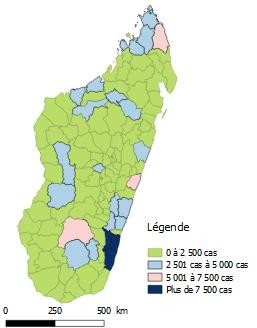 Légende
0 à 2 500 cas
2 501 cas à 5 000 cas
5 001 à 7 500 cas
Plus de 7 500 cas
0 250 500 km